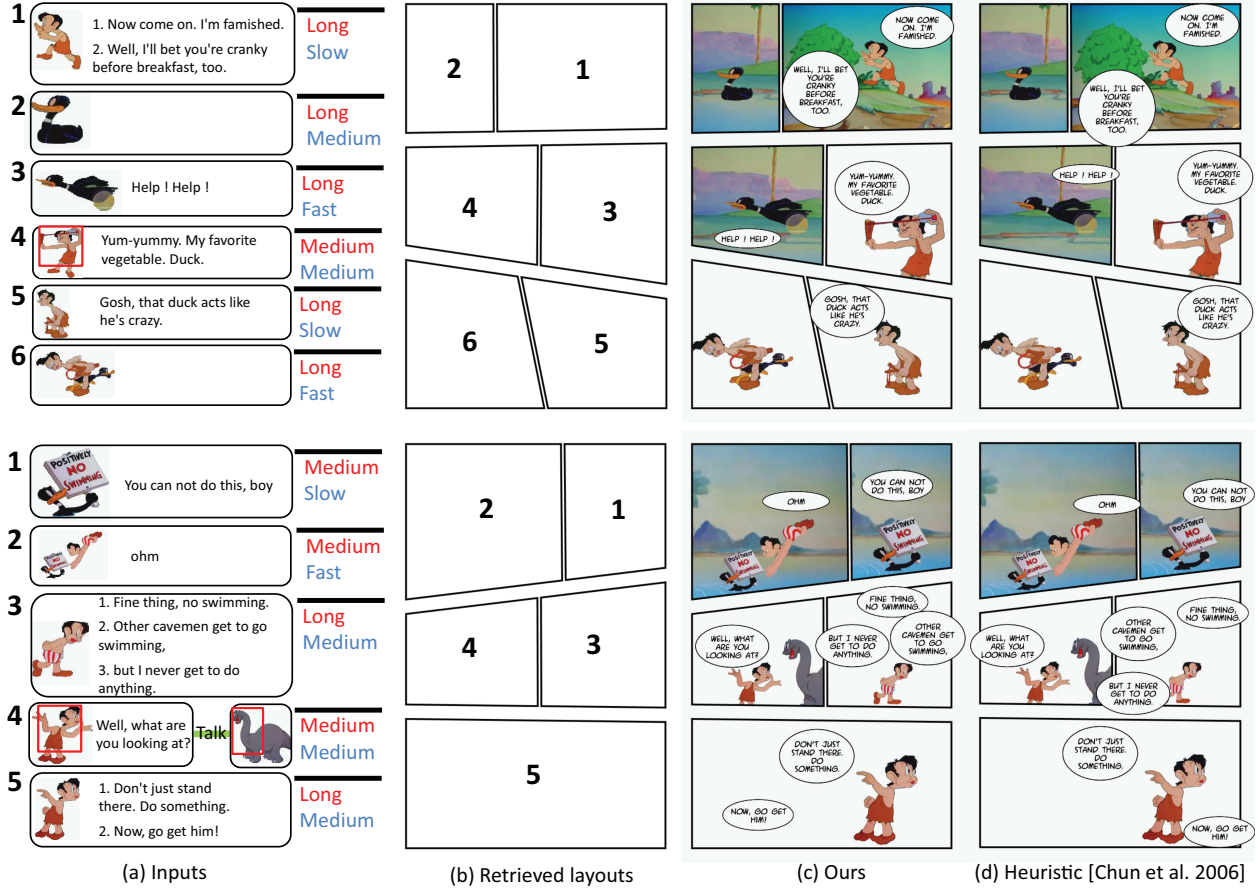 1
1. Now come on. I'm famished.
2. Well, I'll bet you're cranky
before breakfast, too.
Long
Slow
2
Long
Medium
3
Help ! Help !
Long
Fast
4
Yum-yummy. My favorite
vegetable. Duck.
Medium
Medium
5
Gosh, that duck acts like
he's crazy.
Long
Slow
6
Long
Fast
2
1
4
3
6
5
NOW COME
ON. I'M
FAMISHED.
WELL, I'LL BET
YOU'RE
CRANKY
BEFORE
BREAKFAST,
TOO.
YUM-YUMMY.
MY FAVORITE
VEGETABLE.
DUCK.
HELP ! HELP !
GOSH, THAT
DUCK ACTS
LIKE HE'S
CRAZY.
NOW COME
ON. I'M
FAMISHED.
WELL, I'LL BET
YOU'RE
CRANKY
BEFORE
BREAKFAST,
TOO.
HELP ! HELP !
YUM-YUMMY.
MY FAVORITE
VEGETABLE.
DUCK.
GOSH, THAT
DUCK ACTS
LIKE HE'S
CRAZY.
1
POSITIVELY
NO
SWIMMING
You can not do this, boy
Medium
Slow
2
POSITIVELY
NO
SWIMMING
ohm
Medium
Fast
3
1. Fine thing, no swimming.
2. Other cavemen get to go
swimming,
3. but I never get to do
anything.
Long
Medium
4
Well, what are
you looking at?
Talk
Medium
Medium
5
1. Don't just stand
there. Do something.
2. Now, go get him!
Long
Medium
2
1
4
3
5
OHM
POSITIVELY
NO
SWIMMING
YOU CAN NOT
DO THIS, BOY
POSITIVELY
NO
SWIMMING
FINE THING,
NO SWIMMING.
OTHER
CAVEMEN GET
TO GO
SWIMMING,
BUT I NEVER
GET TO DO
ANYTHING.
WELL, WHAT
ARE YOU
LOOKING AT?
DON'T JUST
STAND THERE.
DO
SOMETHING.
NOW, GO GET
HIM!
OHM
POSITIVELY
NO
SWIMMING
YOU CAN NOT
DO THIS, BOY
POSITIVELY
NO
SWIMMING
FINE THING,
NO SWIMMING.
OTHER
CAVEMEN GET
TO GO
SWIMMING,
BUT I NEVER
GET TO DO
ANYTHING.
WELL, WHAT
ARE YOU
LOOKING AT?
DON'T JUST
STAND THERE.
DO
SOMETHING.
NOW, GO GET
HIM!
(a) Inputs
(b) Retrieved layouts
(c) Ours
(d) Heuristic [Chun et al. 2006]